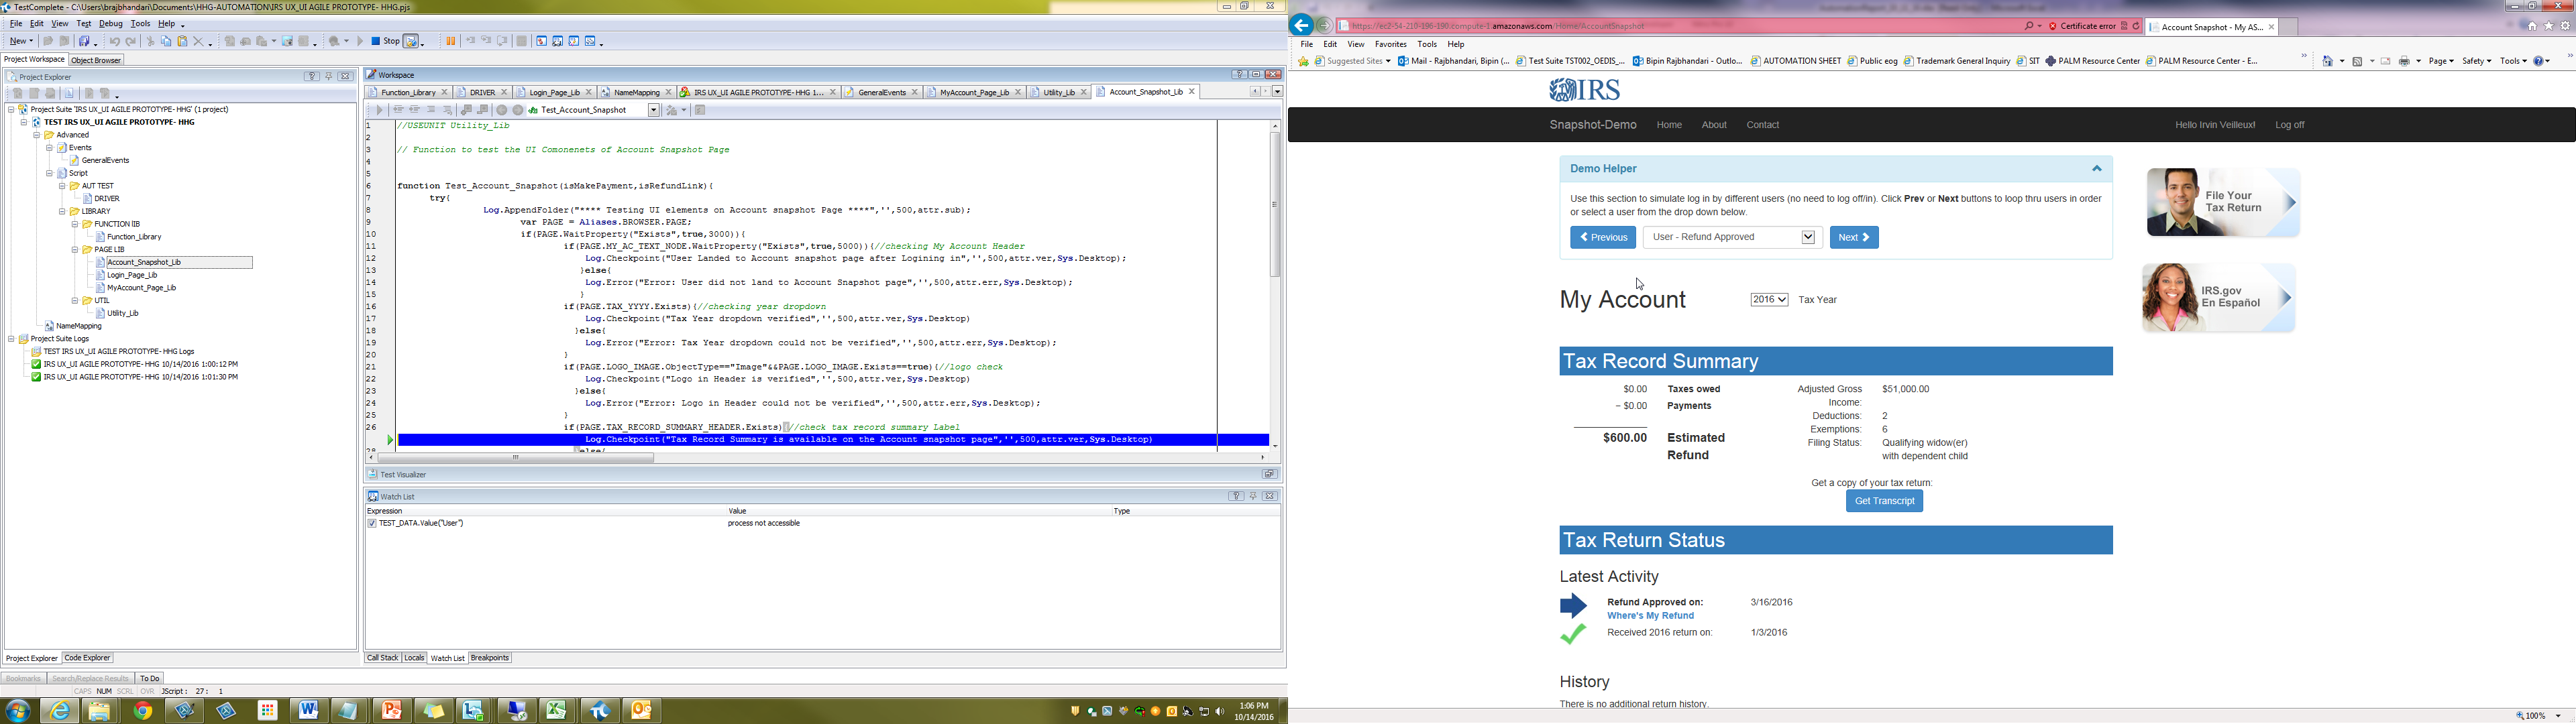 TestComplete - C:\Users\brajbhandari\Documents\HHG-AUTOMATION\IRS UX_UI AGILE PROTOTYPE- HHG.pjs
File Edit View Test Debug Tools Help
New
Stop
Project Workspace Object Browser
Project Explorer
Project Suite 'IRS UX_UI AGILE PROTOTYPE-HHG' (1 project)
TEST IRS UX_UI AGILE PROTOTYPE- HHG
Advanced
Events
GeneralEvents
Script
AUT TEST
DRIVER
LIBRARY
FUNCTION lIB
Function_Library
PAGE LIB
Account_Snapshot_Lib
Login_Page_Lib
MyAccount_Page_Lib
UTIL
Utility_Lib
NameMapping
Project Suite Logs
TEST IRS UX_UI AGILE PROTOTYPE- HHG Logs
IRS UX_UI AGILE PROTOTYPE- HHG 10/14/2016 1:00:12 PM
IRS UX_UI AGILE PROTOTYPE- HHG 10/14/2016 1:01:30 PM
Project Explorer Code Explorer
Workspace
Function_Library DRIVER Login_Page_Lib NameMapping IRS UX_UI AGILE PROTOTYPE- HHG 1... GeneralEvents MyAccount_Page_Lib Utility_Lib Account_Snapshot_Lib
Test_Account_Snapshot
1 //USEUNIT Utility_Lib
2
3 // Function to test the UI Comonenets of Account Snapshot Page
4
5
6 function Test_Account_Snapshot(isMakePayment,isRefundLink){
7 try{
8 Log.AppendFolder("**** Testing UI elements on Account snapshot Page ****",'',500,attr.sub);
9 var PAGE = Aliases.BROWSER.PAGE;
10 if(PAGE.WaitProperty("Exists",true,3000)){
11 if(PAGE.MY_AC_TEXT_NODE.WaitProperty("Exists",true,5000)){//checking My Account Header
12 Log.Checkpoint("User Landed to Account snapshot page after Logining in",'',500,attr.ver,Sys.Desktop);
13 }else{
14 Log.Error("Error: User did not land to Account Snapshot page",'',500,attr.err,Sys.Desktop);
15 }
16 if(PAGE.TAX_YYYY.Exists){//checking year dropdown
17 Log.Checkpoint("Tax Year dropdown verified",'',500,attr.ver,Sys.Desktop)
18 }else{
19 Log.Error("Error: Tax Year dropdown could not be verified",'',500,attr.err,Sys.Desktop);
20 }
21 if(PAGE.LOGO_IMAGE.ObjectType=="Image"&&PAGE.LOGO_IMAGE.Exists==true){//logo check
22 Log.Checkpoint("Logo in Header is verified",'',500,attr.ver,Sys.Desktop)
23 }else{
24 Log.Error("Error: Logo in Header could not be verified",'',500,attr.err,Sys.Desktop);
25 }
26 if(PAGE.TAX_RECORD_SUMMARY_HEADER.Exists){//check tax record summary Label
Log.Checkpoint("Tax Record Summary is available on the Account snapshot page",'',500,attr.ver,Sys.Desktop)
28 }else{
Test Visualizer
Watch List
Expression Value Type
TEST_DATA.Value("User") process not accessible
Call Stack Locals Watch List Breakpoints
Bookmarks Search/Replace Results To Do
CAPS NUM SCRL OVR JScript : 27 : 1
1:06 PM
10/14/2016
https://ec2-54-210-196-190.compute-1.amazonaws.com/Home/AccountSnapshot
Certificate error
Account Snapshot - My AS...
File Edit View Favorites Tools Help
Suggested Sites Mail - Rajbhandari, Bipin (... Test Suite TST002_OEDIS_... Bipin Rajbhandari - Outlo... AUTOMATION SHEET Public eog Trademark General Inquiry SIT PALM Resource Center PALM Resource Center - E... Page Safety Tools
IRS
Snapshot-Demo Home About Contact Hello Irvin Veilleux! Log off
Demo Helper
Use this section to simulate log in by different users (no need to log off/in). Click Prev or Next buttons to loop thru users in order
or select a user from the drop down below.
Previous User - Refund Approved Next
My Account 2016 Tax Year
Tax Record Summary
$0.00 Taxes owed Adjusted Gross Income: $51,000.00
− $0.00 Payments
Deductions: 2
Exemptions: 6
$600.00 Estimated Refund
Filing Status: Qualifying widow(er) with dependent child
Get a copy of your tax return:
Get Transcript
Tax Return Status
Latest Activity
Refund Approved on: 3/16/2016
Where's My Refund
Received 2016 return on: 1/3/2016
History
There is no additional return history.
File Your
Tax Return
IRS.gov
En Español
100%